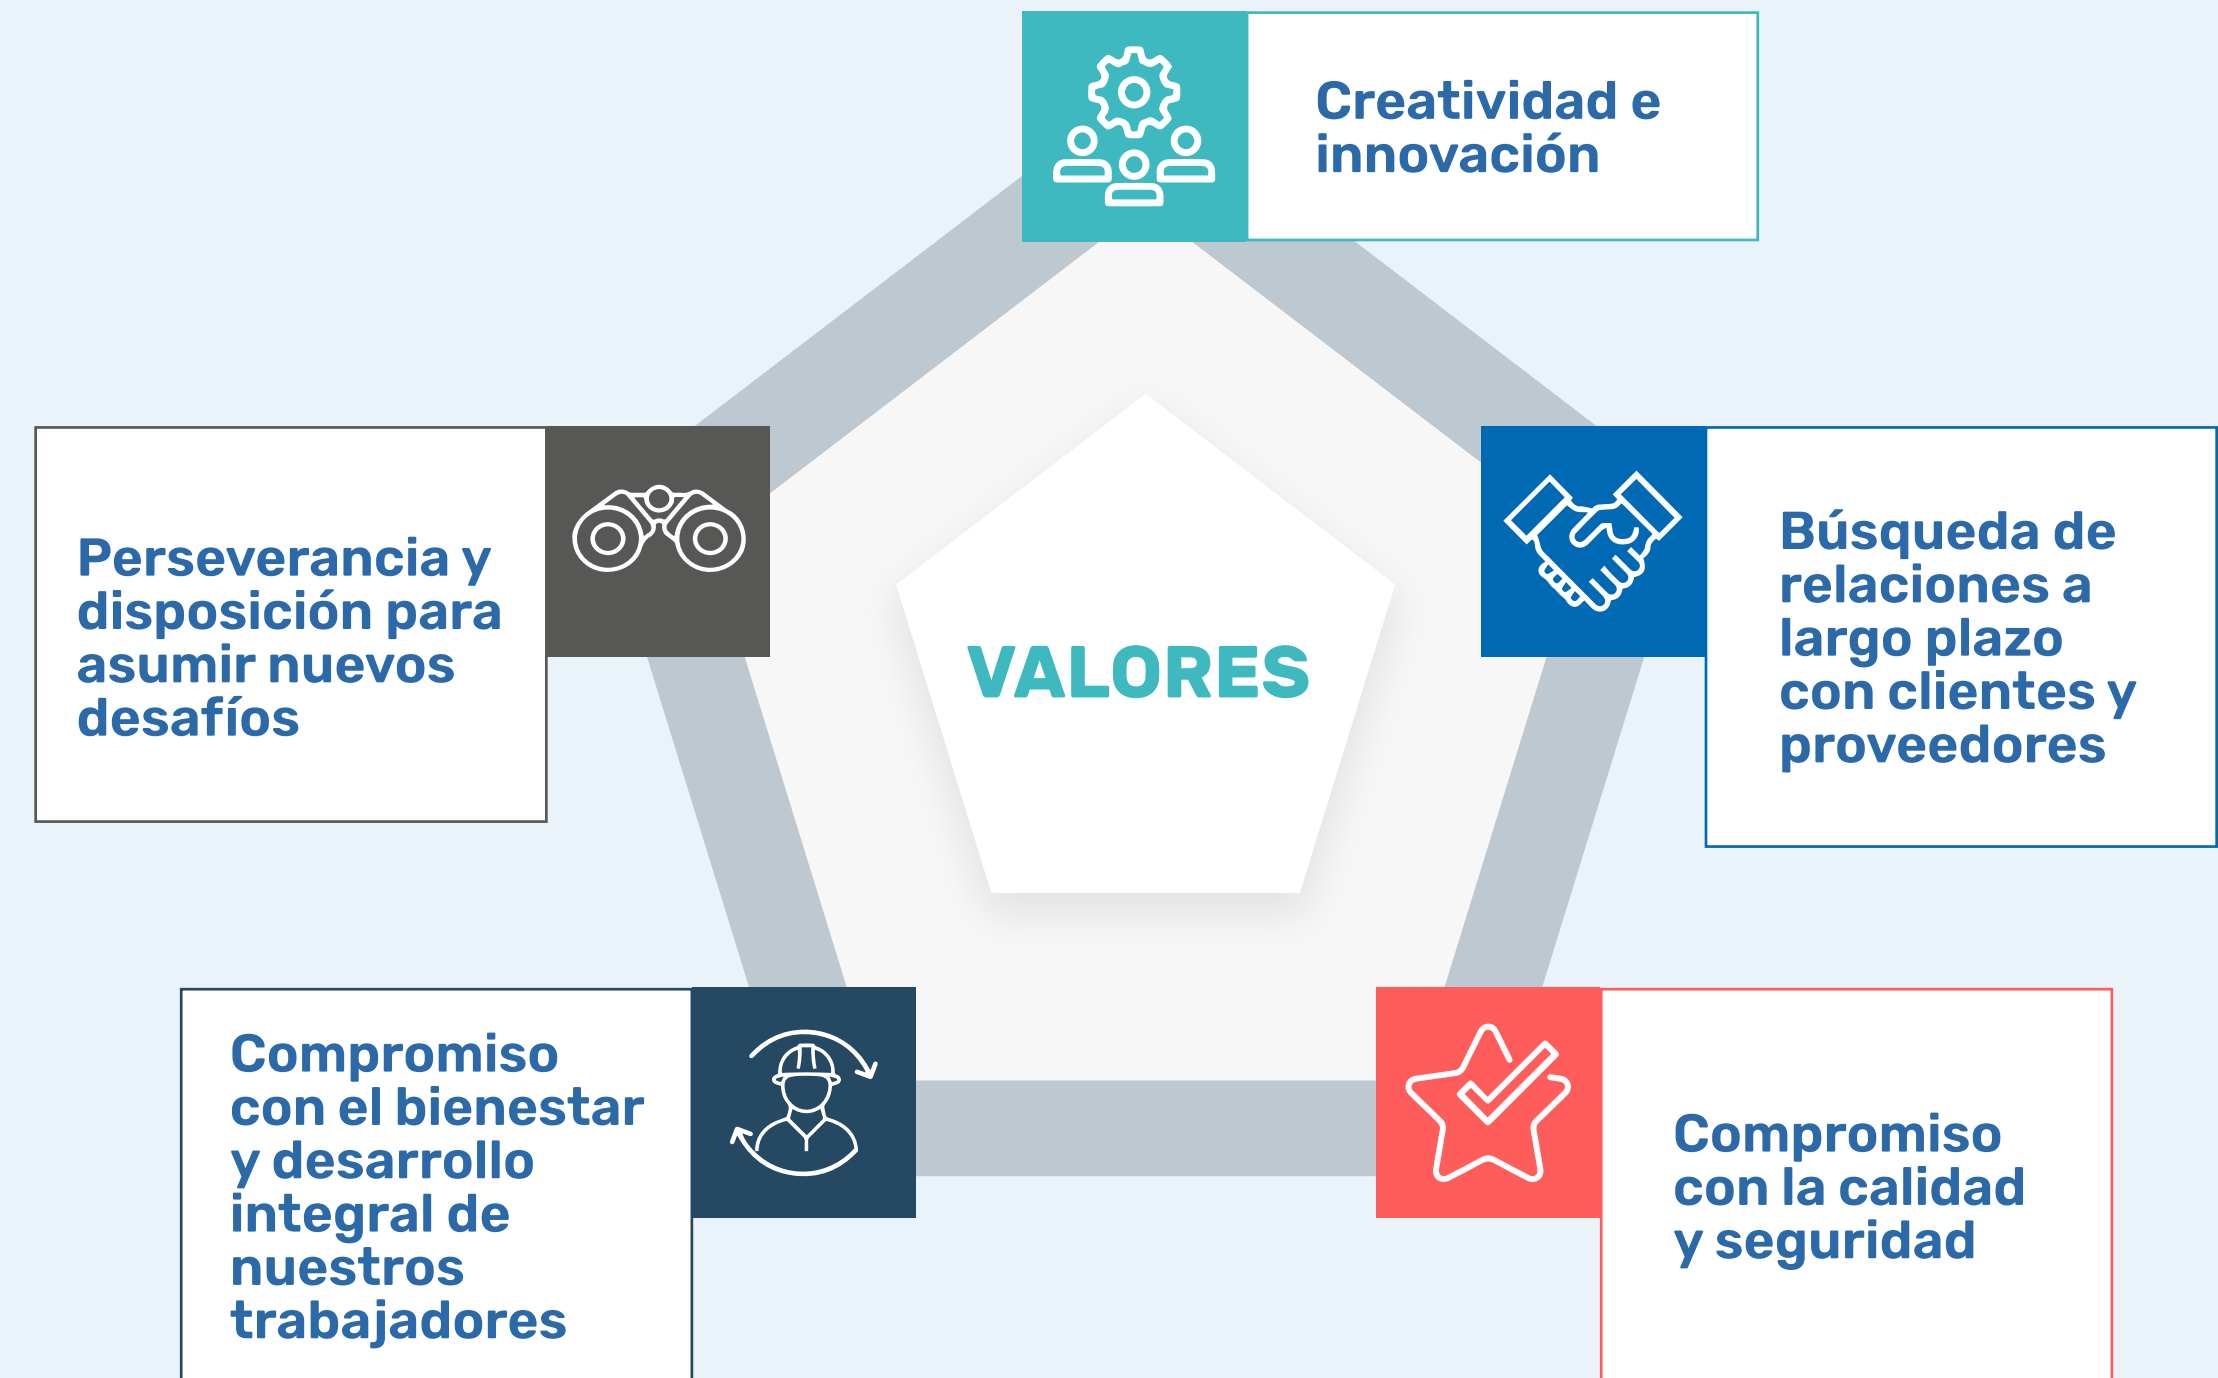 Creatividad e
innovación
Perseverancia y
disposición para
asumir nuevos
desafíos
VALORES
Búsqueda de
relaciones a
largo plazo
con clientes y
proveedores
Compromiso
con el bienestar
y desarrollo
integral de
nuestros
trabajadores
Compromiso
con la calidad
y seguridad